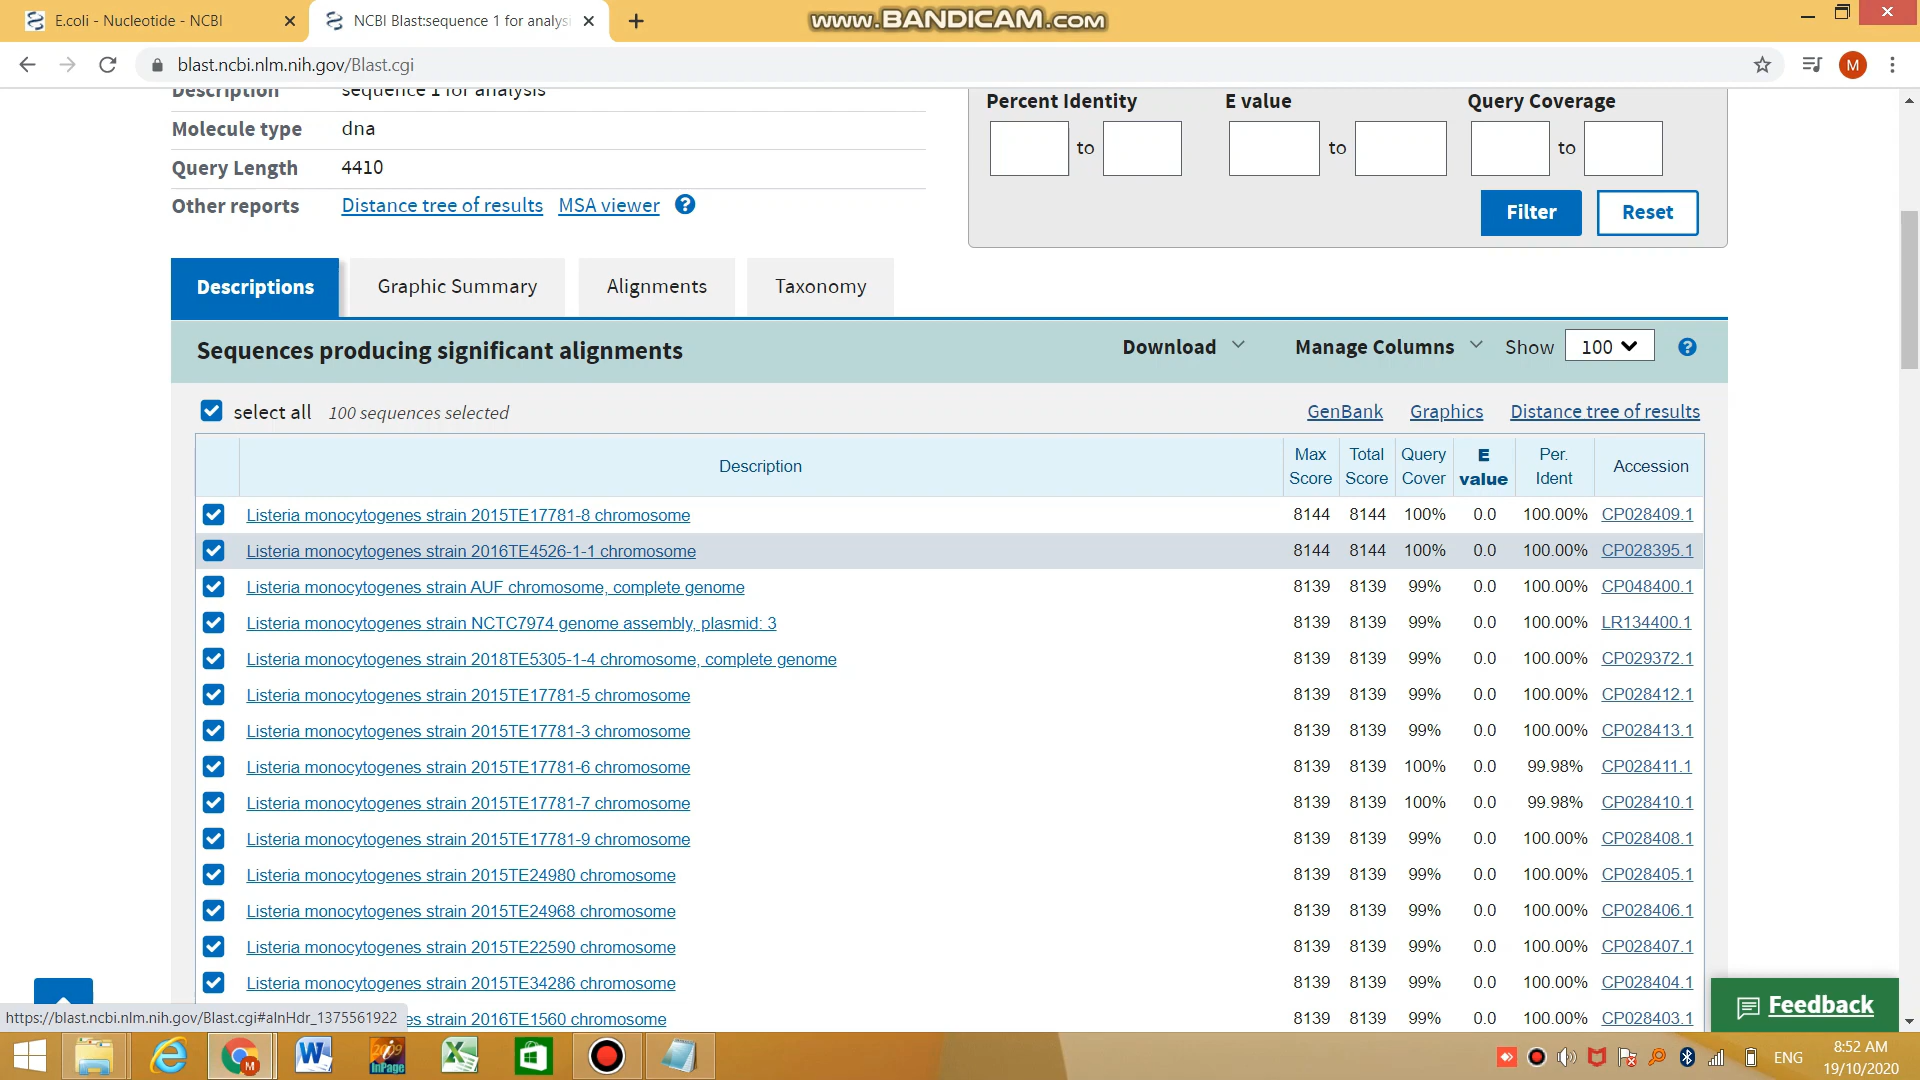 E.coli - Nucleotide - NCBI
NCBI Blast:sequence 1 for analysi
www.BANDICAM.com
blast.ncbi.nlm.nih.gov/Blast.cgi
M
Description sequence 1 for analysis
Molecule type dna
Query Length 4410
Other reports Distance tree of results MSA viewer ?
Percent Identity E value Query Coverage
to to to
Filter Reset
Descriptions Graphic Summary Alignments Taxonomy
Sequences producing significant alignments Download Manage Columns Show 100 ?
select all 100 sequences selected GenBank Graphics Distance tree of results
Description Max Score Total Score Query Cover E value Per. Ident Accession
Listeria monocytogenes strain 2015TE17781-8 chromosome 8144 8144 100% 0.0 100.00% CP028409.1
Listeria monocytogenes strain 2016TE4526-1-1 chromosome 8144 8144 100% 0.0 100.00% CP028395.1
Listeria monocytogenes strain AUF chromosome, complete genome 8139 8139 99% 0.0 100.00% CP048400.1
Listeria monocytogenes strain NCTC7974 genome assembly, plasmid: 3 8139 8139 99% 0.0 100.00% LR134400.1
Listeria monocytogenes strain 2018TE5305-1-4 chromosome, complete genome 8139 8139 99% 0.0 100.00% CP029372.1
Listeria monocytogenes strain 2015TE17781-5 chromosome 8139 8139 99% 0.0 100.00% CP028412.1
Listeria monocytogenes strain 2015TE17781-3 chromosome 8139 8139 99% 0.0 100.00% CP028413.1
Listeria monocytogenes strain 2015TE17781-6 chromosome 8139 8139 100% 0.0 99.98% CP028411.1
Listeria monocytogenes strain 2015TE17781-7 chromosome 8139 8139 100% 0.0 99.98% CP028410.1
Listeria monocytogenes strain 2015TE17781-9 chromosome 8139 8139 99% 0.0 100.00% CP028408.1
Listeria monocytogenes strain 2015TE24980 chromosome 8139 8139 99% 0.0 100.00% CP028405.1
Listeria monocytogenes strain 2015TE24968 chromosome 8139 8139 99% 0.0 100.00% CP028406.1
Listeria monocytogenes strain 2015TE22590 chromosome 8139 8139 99% 0.0 100.00% CP028407.1
Listeria monocytogenes strain 2015TE34286 chromosome 8139 8139 99% 0.0 100.00% CP028404.1
es strain 2016TE1560 chromosome 8139 8139 99% 0.0 100.00% CP028403.1
https://blast.ncbi.nlm.nih.gov/Blast.cgi#alnHdr_1375561922
Feedback
2009 InPage
ENG
8:52 AM
19/10/2020